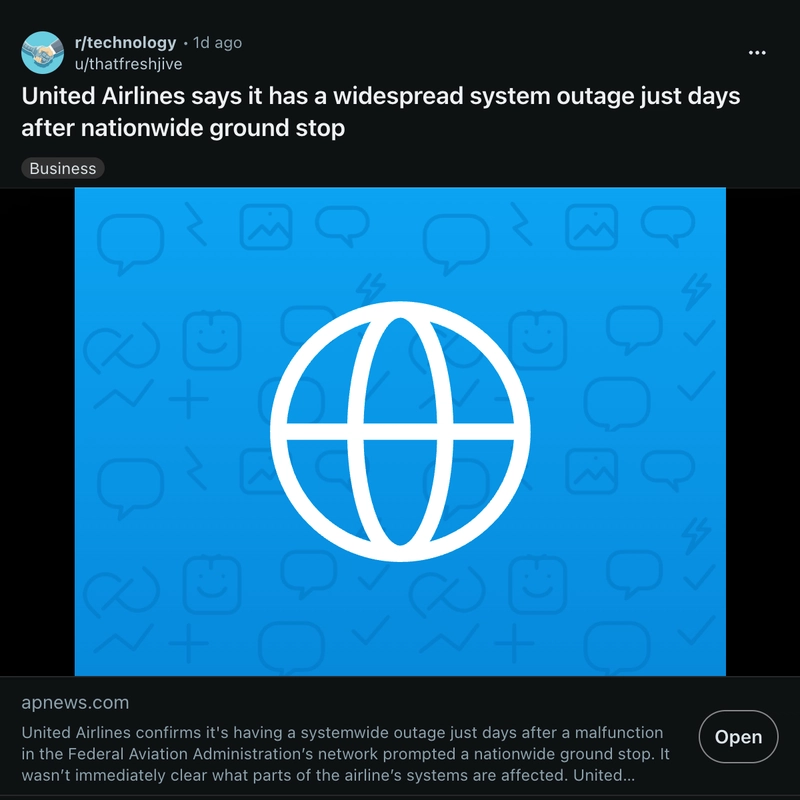 r/technology • 1d ago
u/thatfreshjive
United Airlines says it has a widespread system outage just days
after nationwide ground stop
Business
apnews.com
United Airlines confirms it's having a systemwide outage just days after a malfunction
in the Federal Aviation Administration’s network prompted a nationwide ground stop. It
wasn’t immediately clear what parts of the airline’s systems are affected. United...
Open